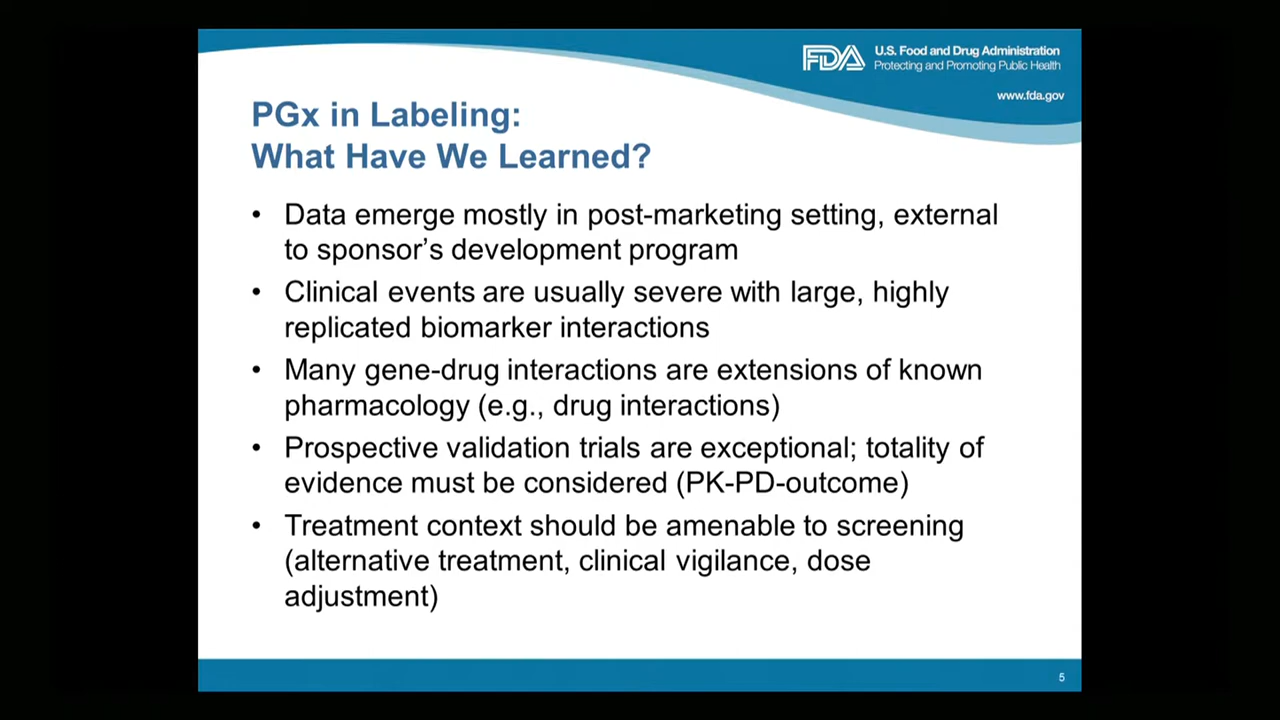 FDA
U.S. Food and Drug Administration
Protecting and Promoting Public Health
www.fda.gov
PGx in Labeling:
What Have We Learned?
• Data emerge mostly in post-marketing setting, external
to sponsor’s development program
• Clinical events are usually severe with large, highly
replicated biomarker interactions
• Many gene-drug interactions are extensions of known
pharmacology (e.g., drug interactions)
• Prospective validation trials are exceptional; totality of
evidence must be considered (PK-PD-outcome)
• Treatment context should be amenable to screening
(alternative treatment, clinical vigilance, dose
adjustment)
5